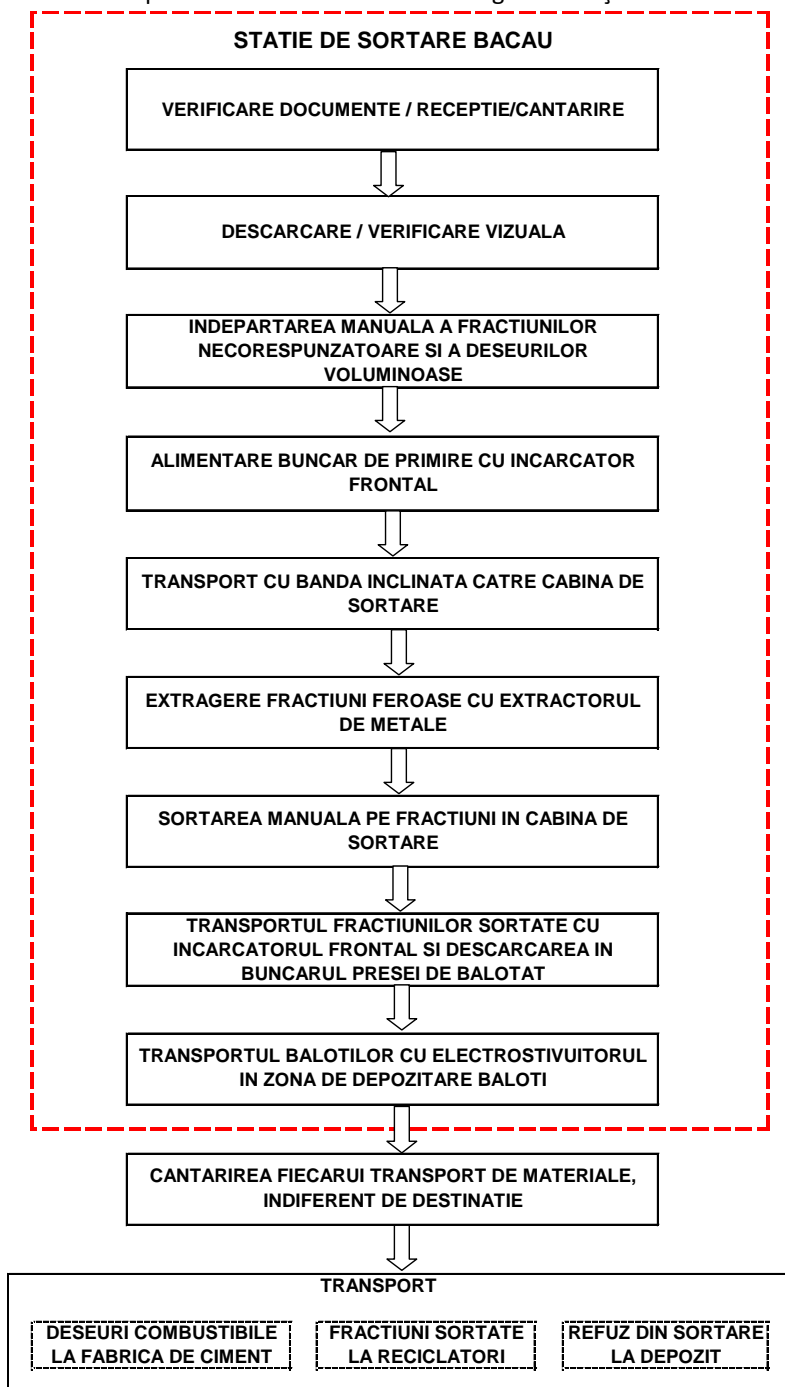 STATIE DE SORTARE BACAU
VERIFICARE DOCUMENTE / RECEPTIE/CANTARIRE
DESCARCARE / VERIFICARE VIZUALA
INDEPARTAREA MANUALA A FRACTIUNILOR
NECORESPUNZATOARE SI A DESEURILOR
VOLUMINOASE
ALIMENTARE BUNCAR DE PRIMIRE CU INCARCATOR
FRONTAL
TRANSPORT CU BANDA INCLINATA CATRE CABINA DE
SORTARE
EXTRAGERE FRACTIUNI FEROASE CU EXTRACTORUL
DE METALE
SORTAREA MANUALA PE FRACTIUNI IN CABINA DE
SORTARE
TRANSPORTUL FRACTIUNILOR SORTATE CU
INCARCATORUL FRONTAL SI DESCARCAREA IN
BUNCARUL PRESEI DE BALOTAT
TRANSPORTUL BALOTILOR CU ELECTROSTIVUITORUL
IN ZONA DE DEPOZITARE BALOTI
CANTARIREA FIECARUI TRANSPORT DE MATERIALE,
INDIFERENT DE DESTINATIE
TRANSPORT
DESEURI COMBUSTIBILE
LA FABRICA DE CIMENT
FRACTIUNI SORTATE
LA RECICLATORI
REFUZ DIN SORTARE
LA DEPOZIT